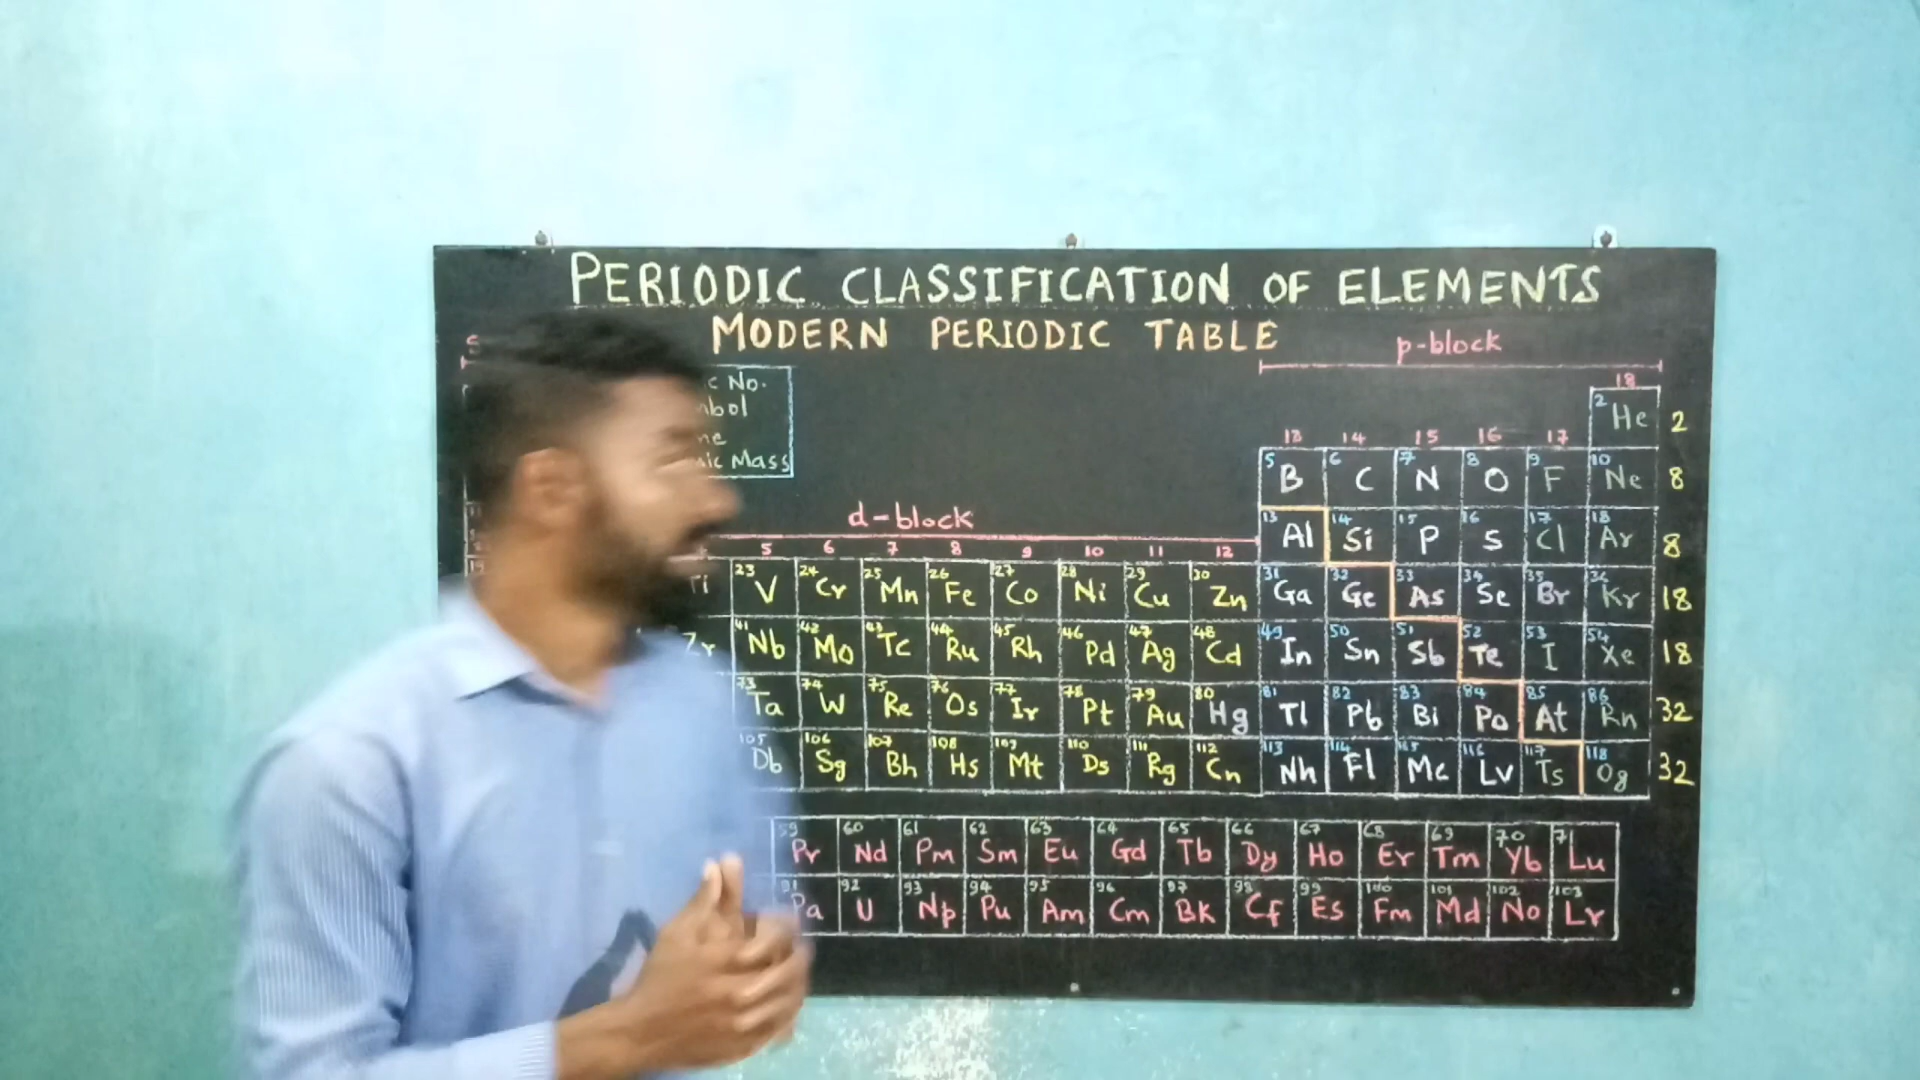 PERIODIC CLASSIFICATION OF ELEMENTS
MODERN PERIODIC TABLE
p-block
No.
Mass
18
2 He 2
13 14 15 16 17
5 B 6 C 7 N 8 O 9 F 10 Ne 8
d-block
13 Al 14 Si 15 P 16 S 17 Cl 18 Ar 8
5 6 7 8 9 10 11 12
Ti 23 V 24 Cr 25 Mn 26 Fe 27 Co 28 Ni 29 Cu 30 Zn 31 Ga 32 Ge 33 As 34 Se 35 Br 36 Kr 18
Zr 41 Nb 42 Mo 43 Tc 44 Ru 45 Rh 46 Pd 47 Ag 48 Cd 49 In 50 Sn 51 Sb 52 Te 53 I 54 Xe 18
73 Ta 74 W 75 Re 76 Os 77 Ir 78 Pt 79 Au 80 Hg 81 Tl 82 Pb 83 Bi 84 Po 85 At 86 Rn 32
105 Db 106 Sg 107 Bh 108 Hs 109 Mt 110 Ds 111 Rg 112 Cn 113 Nh 114 Fl 115 Mc 116 Lv 117 Ts 118 Og 32
59 Pr 60 Nd 61 Pm 62 Sm 63 Eu 64 Gd 65 Tb 66 Dy 67 Ho 68 Er 69 Tm 70 Yb 71 Lu
91 Pa 92 U 93 Np 94 Pu 95 Am 96 Cm 97 Bk 98 Cf 99 Es 100 Fm 101 Md 102 No 103 Lr